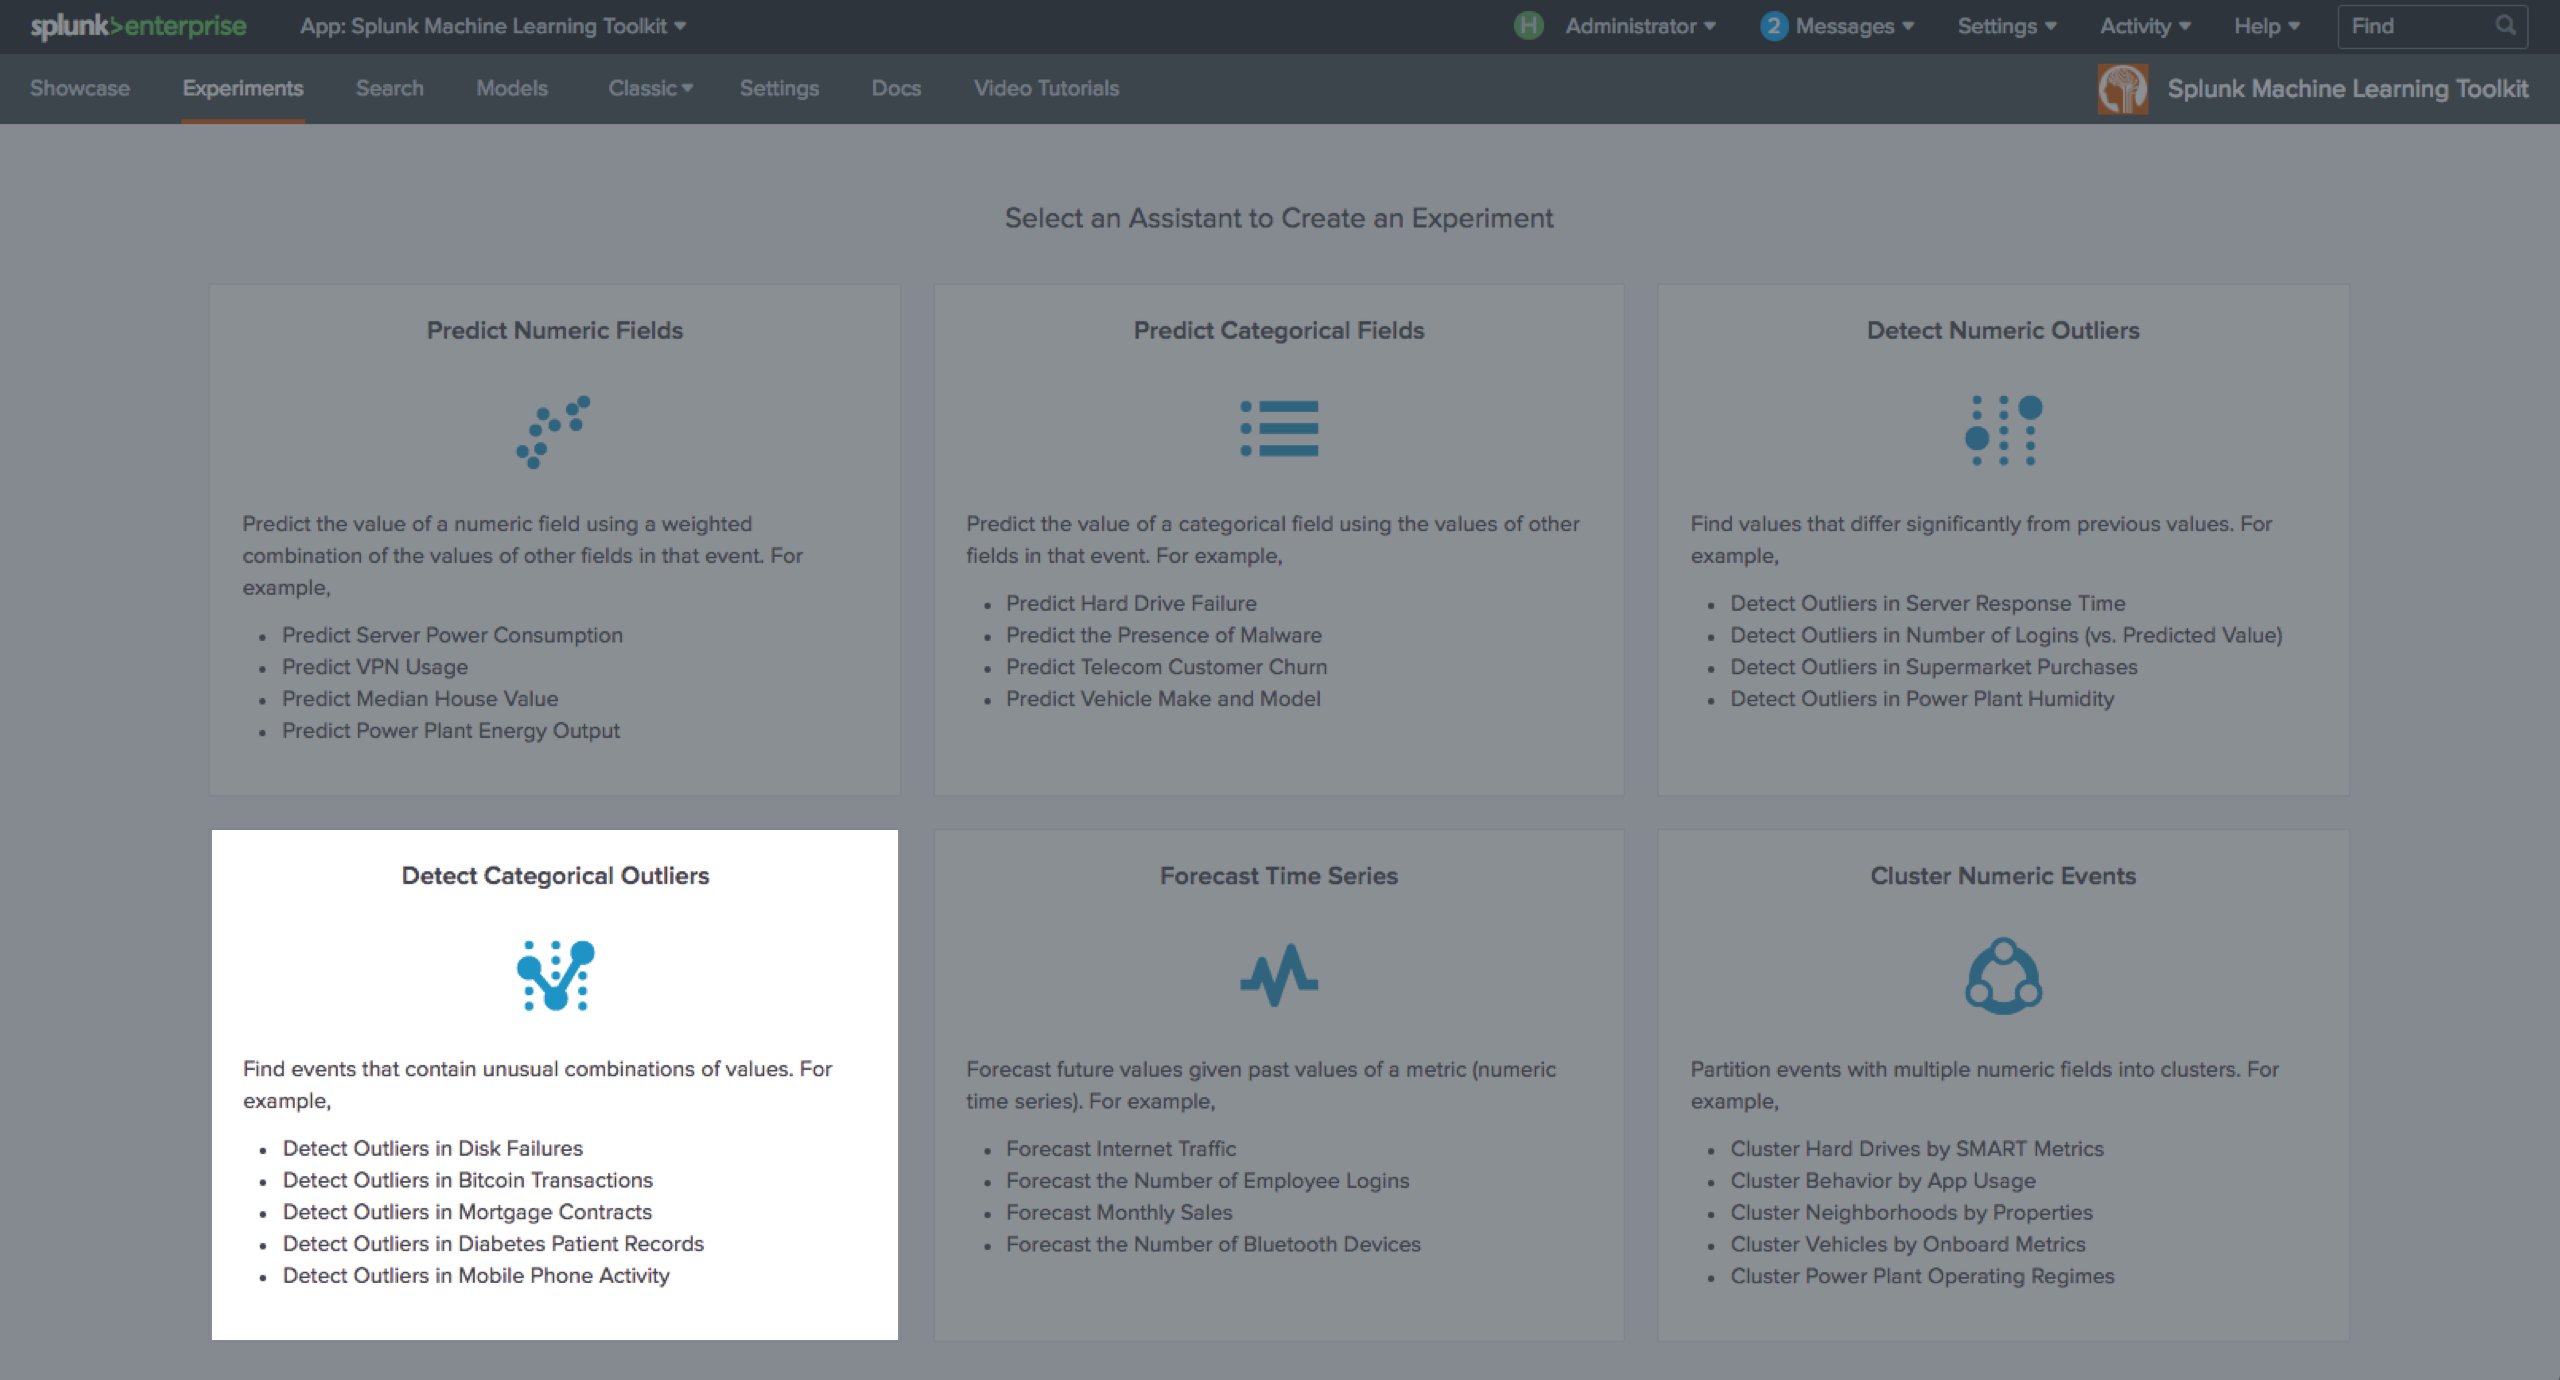 splunk>enterprise App: Splunk Machine Learning Toolkit H Administrator 2 Messages Settings Activity Help Find
Showcase Experiments Search Models Classic Settings Docs Video Tutorials Splunk Machine Learning Toolkit
Select an Assistant to Create an Experiment
Predict Numeric Fields
Predict the value of a numeric field using a weighted
combination of the values of other fields in that event. For
example,
• Predict Server Power Consumption
• Predict VPN Usage
• Predict Median House Value
• Predict Power Plant Energy Output
Predict Categorical Fields
Predict the value of a categorical field using the values of other
fields in that event. For example,
• Predict Hard Drive Failure
• Predict the Presence of Malware
• Predict Telecom Customer Churn
• Predict Vehicle Make and Model
Detect Numeric Outliers
Find values that differ significantly from previous values. For
example,
• Detect Outliers in Server Response Time
• Detect Outliers in Number of Logins (vs. Predicted Value)
• Detect Outliers in Supermarket Purchases
• Detect Outliers in Power Plant Humidity
Detect Categorical Outliers
Find events that contain unusual combinations of values. For
example,
• Detect Outliers in Disk Failures
• Detect Outliers in Bitcoin Transactions
• Detect Outliers in Mortgage Contracts
• Detect Outliers in Diabetes Patient Records
• Detect Outliers in Mobile Phone Activity
Forecast Time Series
Forecast future values given past values of a metric (numeric
time series). For example,
• Forecast Internet Traffic
• Forecast the Number of Employee Logins
• Forecast Monthly Sales
• Forecast the Number of Bluetooth Devices
Cluster Numeric Events
Partition events with multiple numeric fields into clusters. For
example,
• Cluster Hard Drives by SMART Metrics
• Cluster Behavior by App Usage
• Cluster Neighborhoods by Properties
• Cluster Vehicles by Onboard Metrics
• Cluster Power Plant Operating Regimes